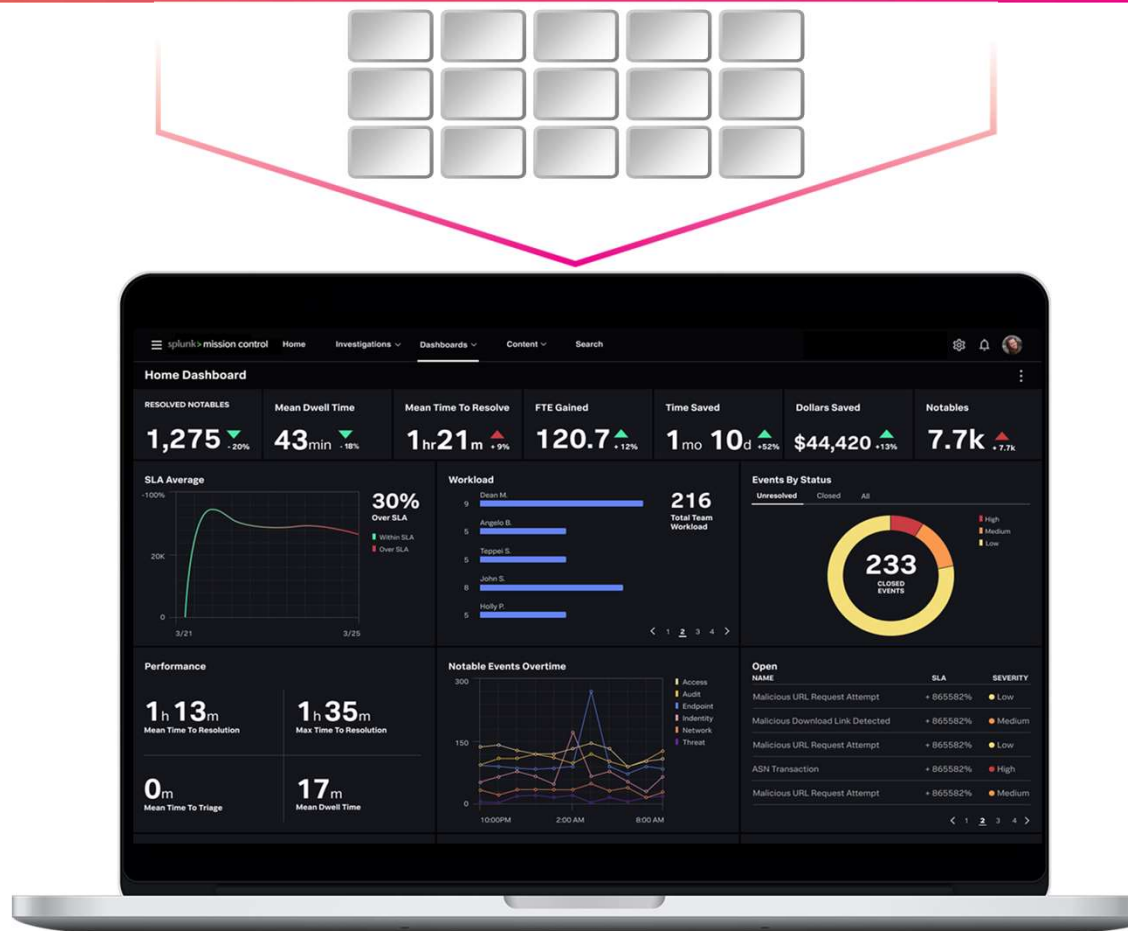 splunk> mission control Home Investigations Dashboards Content Search
Home Dashboard
RESOLVED NOTABLES
1,275 - 20%
Mean Dwell Time
43min - 18%
Mean Time To Resolve
1hr21m + 9%
FTE Gained
120.7 + 12%
Time Saved
1mo 10d +52%
Dollars Saved
$44,420 +13%
Notables
7.7k + 7.7k
SLA Average
-100%
20K
0
3/21 3/25
30%
Over SLA
Within SLA
Over SLA
Workload
Dean M.
9
Angelo B.
5
Teppei S.
5
John S.
8
Holly P.
5
216
Total Team
Workload
< 1 2 3 4 >
Events By Status
Unresolved Closed All
233
CLOSED
EVENTS
High
Medium
Low
Performance
1h 13m
Mean Time To Resolution
1h 35m
Max Time To Resolution
0m
Mean Time To Triage
17m
Mean Dwell Time
Notable Events Overtime
300
150
0
10:00PM 2:00 AM 8:00 AM
Access
Audit
Endpoint
Indentity
Network
Threat
Open
NAME SLA SEVERITY
Malicious URL Request Attempt + 865582% Low
Malicious Download Link Detected + 865582% Medium
Malicious URL Request Attempt + 865582% Low
ASN Transaction + 865582% High
Malicious URL Request Attempt + 865582% Medium
< 1 2 3 4 >